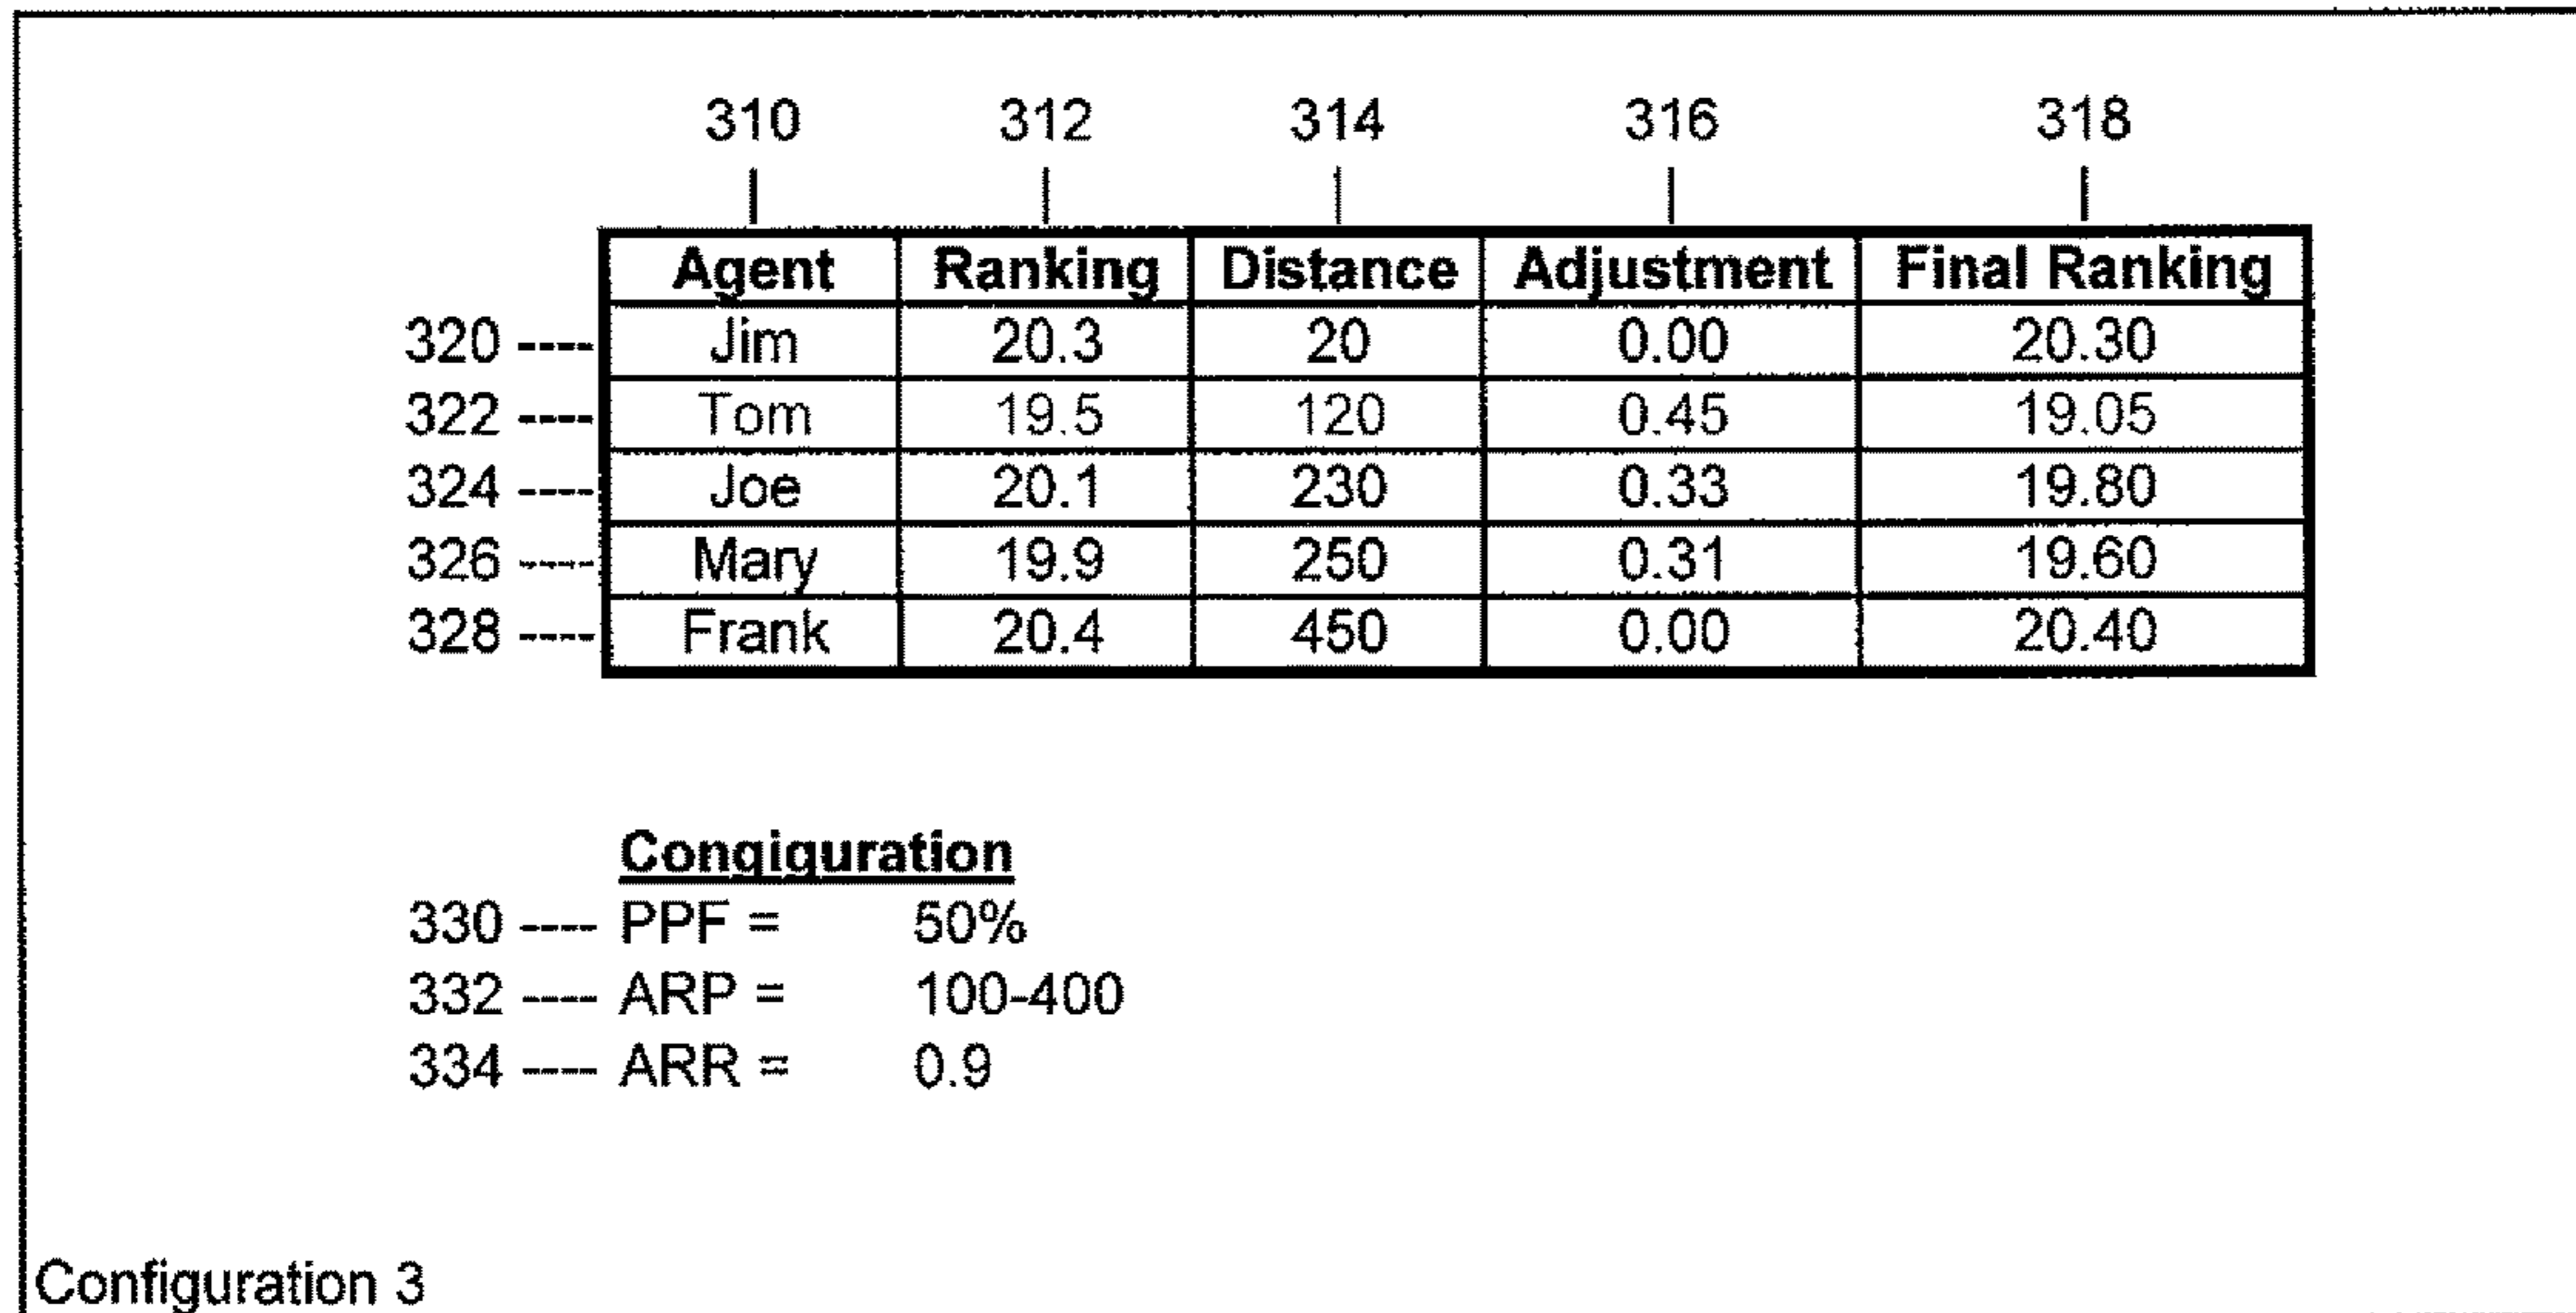 310 312 314 316 318
Agent Ranking Distance Adjustment Final Ranking
320 ---- Jim 20.3 20 0.00 20.30
322 ---- Tom 19.5 120 0.45 19.05
324 ---- Joe 20.1 230 0.33 19.80
326 ---- Mary 19.9 250 0.31 19.60
328 ---- Frank 20.4 450 0.00 20.40
Congiguration
330 ---- PPF = 50%
332 ---- ARP = 100-400
334 ---- ARR = 0.9
Configuration 3